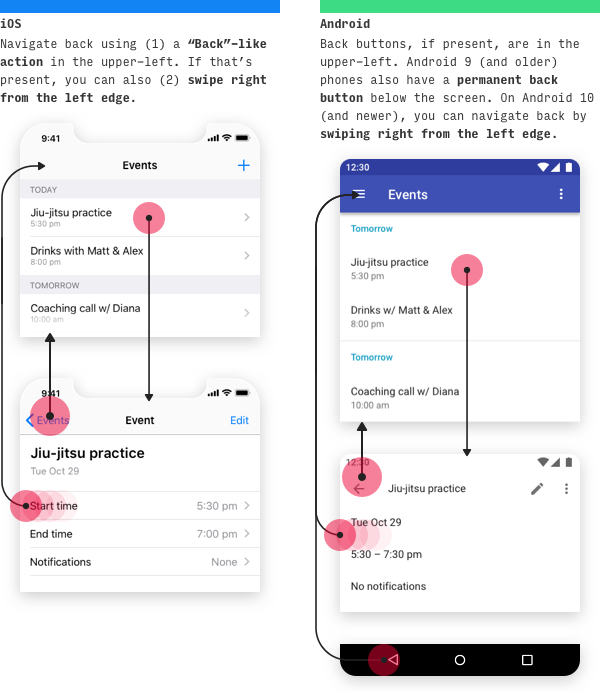 iOS
Navigate back using (1) a “Back”-like
action in the upper-left. If that’s
present, you can also (2) swipe right
from the left edge.
9:41
Events
+
TODAY
Jiu-jitsu practice
5:30 pm
Drinks with Matt & Alex
8:00 pm
TOMORROW
Coaching call w/ Diana
10:00 am
9:41
Events
Event
Edit
Jiu-jitsu practice
Tue Oct 29
Start time
5:30 pm
End time
7:00 pm
Notifications
None
Android
Back buttons, if present, are in the
upper-left. Android 9 (and older)
phones also have a permanent back
button below the screen. On Android 10
(and newer), you can navigate back by
swiping right from the left edge.
12:30
Events
Tomorrow
Jiu-jitsu practice
5:30 pm
Drinks w/ Matt & Alex
8:00 pm
Tomorrow
Coaching call w/ Diana
10:00 am
12:30
Jiu-jitsu practice
Tue Oct 29
5:30 – 7:30 pm
No notifications